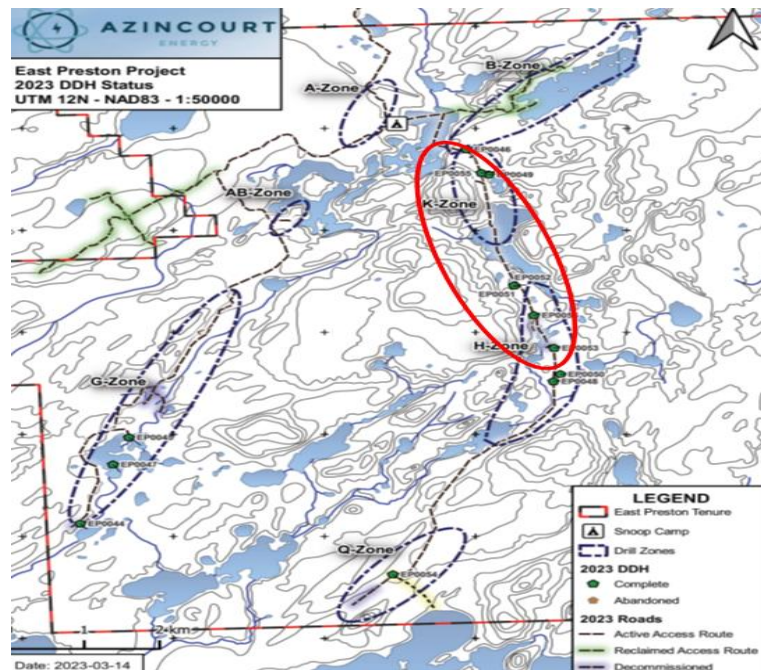 AZINCOURT
ENERGY
East Preston Project
2023 DDH Status
UTM 12N - NAD83 - 1:50000
B-Zone
A-Zone
EP0046
EP0055
EP0049
AB-Zone
K-Zone
EP0052
EP0051
H-Zone
EP0053
EP0050
EP0048
G-Zone
EP0047
EP0044
Q-Zone
EP0054
1
2 km
Date: 2023-03-14
LEGEND
East Preston Tenure
Snoop Camp
Drill Zones
2023 DDH
Complete
Abandoned
2023 Roads
Active Access Route
Reclaimed Access Route
Decommissioned